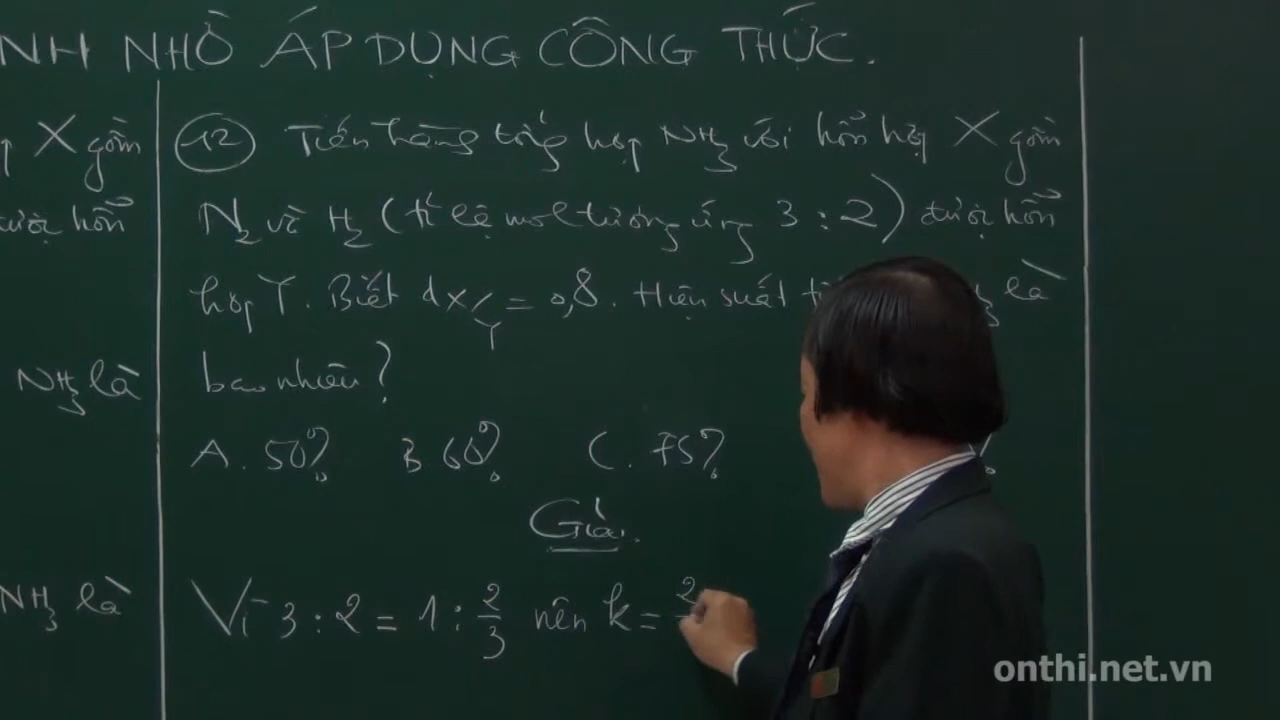 NH NHỜ ÁP DỤNG CÔNG THỨC.
X gồm
hỗn
NH3 là
NH3 là
12 Tiến hành tổng hợp NH3 với hỗn hợp X gồm
N2 và H2 (tỉ lệ mol tương ứng 3 : 2) được hỗn
hợp Y. Biết dX/Y = 0,8. Hiệu suất là
bao nhiêu?
A. 50% B. 60% C. 75%
Giải.
Vì 3 : 2 = 1 : 2/3 nên k = 2
onthi.net.vn